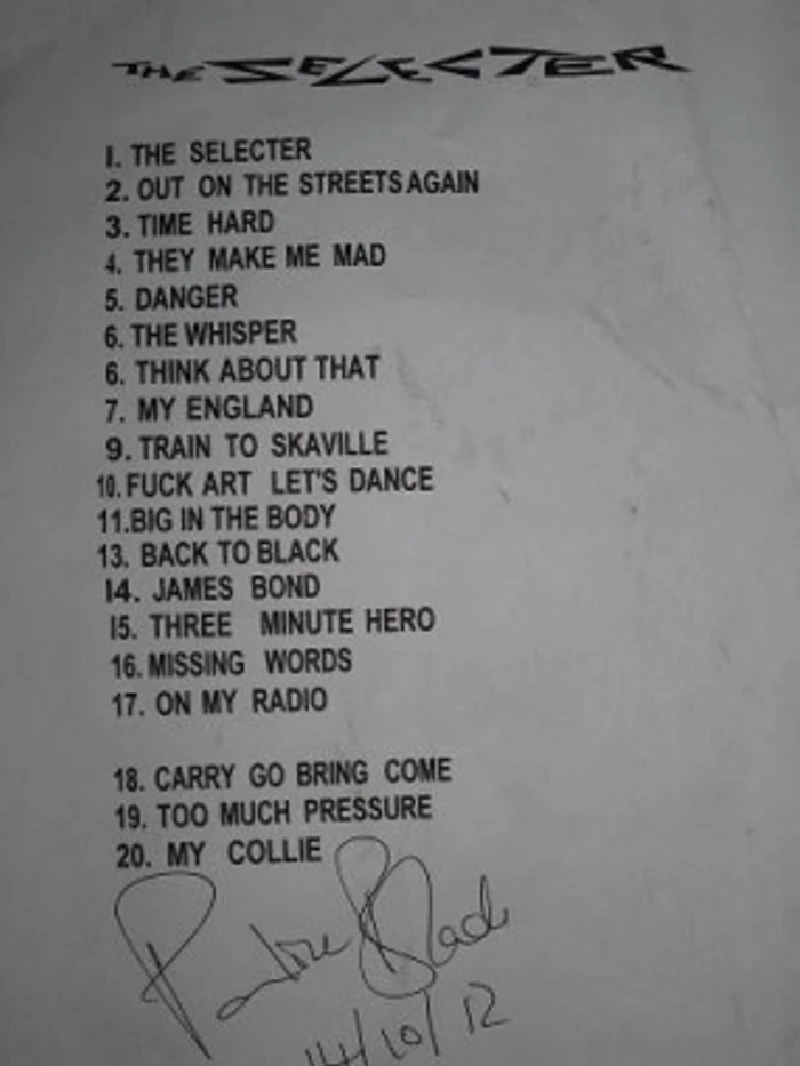 THE SELECTER
1. THE SELECTER
2. OUT ON THE STREETS AGAIN
3. TIME HARD
4. THEY MAKE ME MAD
5. DANGER
6. THE WHISPER
6. THINK ABOUT THAT
7. MY ENGLAND
9. TRAIN TO SKAVILLE
10. FUCK ART LET'S DANCE
11.BIG IN THE BODY
13. BACK TO BLACK
14. JAMES BOND
15. THREE MINUTE HERO
16. MISSING WORDS
17. ON MY RADIO
18. CARRY GO BRING COME
19. TOO MUCH PRESSURE
20. MY COLLIE
Pauline Black
14/10/12